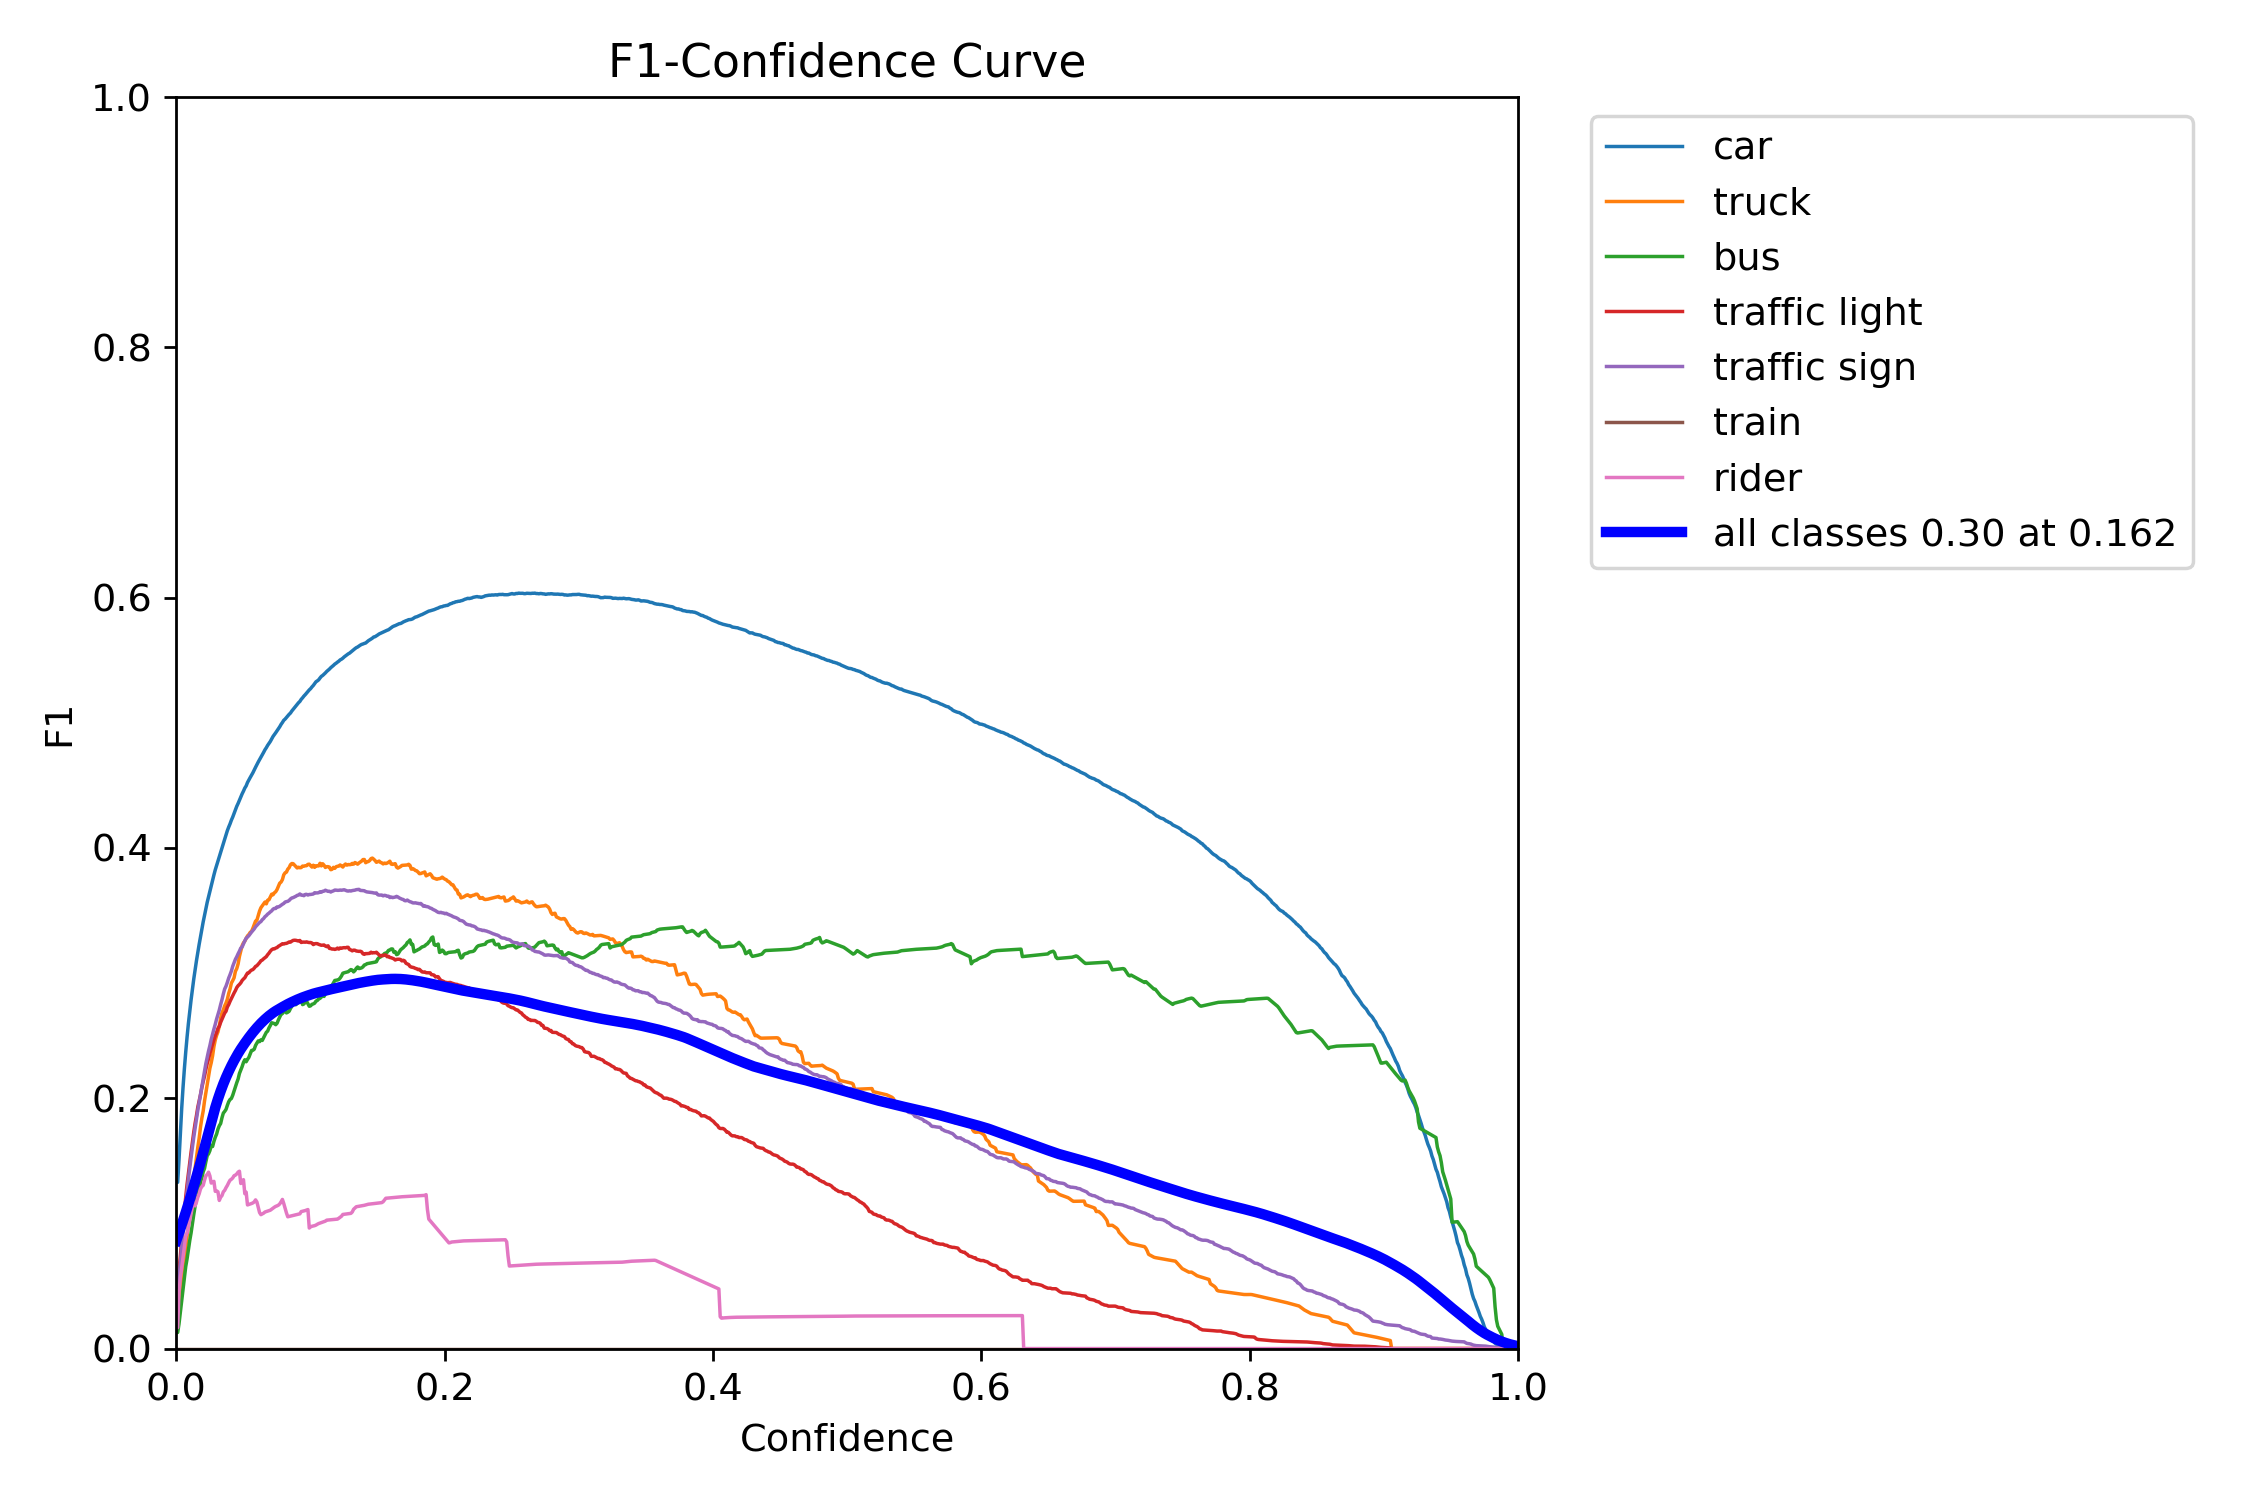 F1-Confidence Curve
1.0
0.8
0.6
0.4
0.2
0.0
F1
0.0 0.2 0.4 0.6 0.8 1.0
Confidence
car
truck
bus
traffic light
traffic sign
train
rider
all classes 0.30 at 0.162